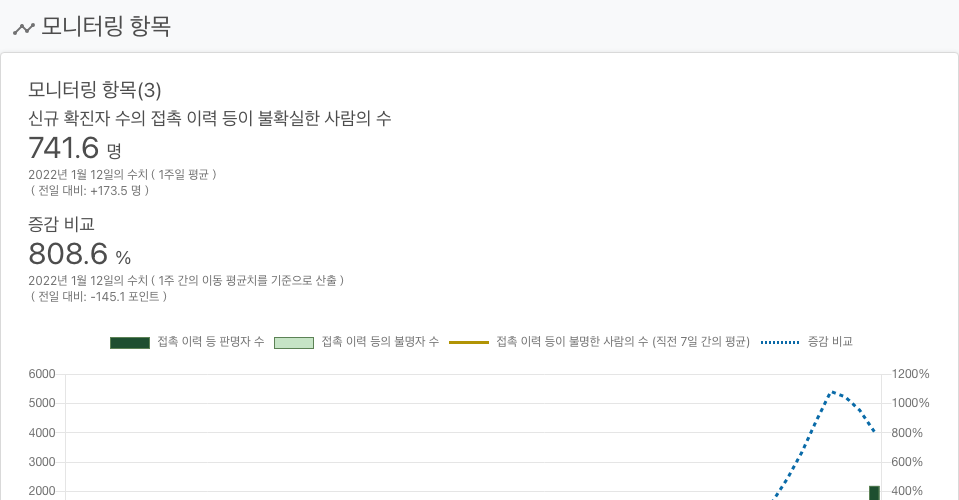 모니터링 항목
모니터링 항목(3)
신규 확진자 수의 접촉 이력 등이 불확실한 사람의 수
741.6 명
2022년 1월 12일의 수치 ( 1주일 평균 )
( 전일 대비: +173.5 명 )
증감 비교
808.6 %
2022년 1월 12일의 수치 ( 1주 간의 이동 평균치를 기준으로 산출 )
( 전일 대비: -145.1 포인트 )
접촉 이력 등 판명자 수 접촉 이력 등의 불명자 수 접촉 이력 등이 불명한 사람의 수 (직전 7일 간의 평균) 증감 비교
6000 1200%
5000 1000%
4000 800%
3000 600%
2000 400%